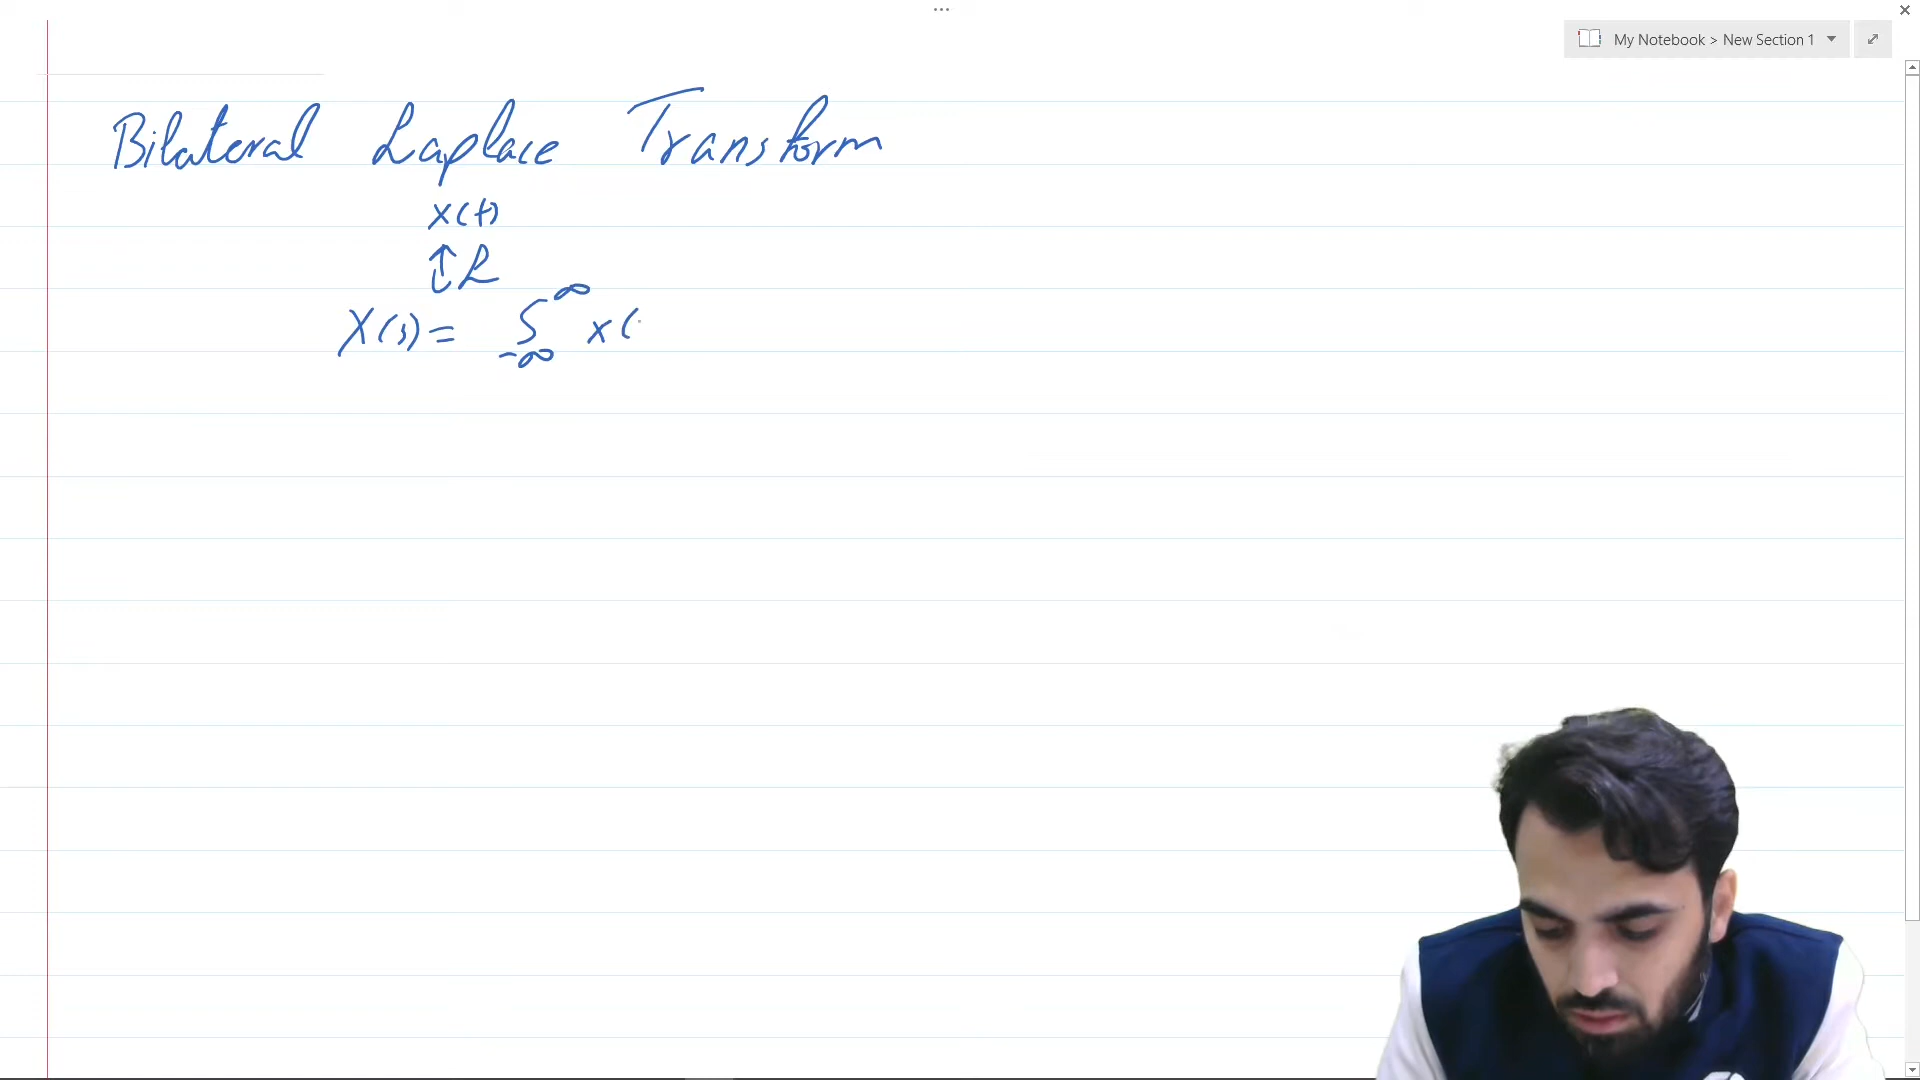 My Notebook > New Section 1
Bilateral Laplace Transform
x(t)
↕ L
X(s) = ∫_{-∞}^{∞} x(